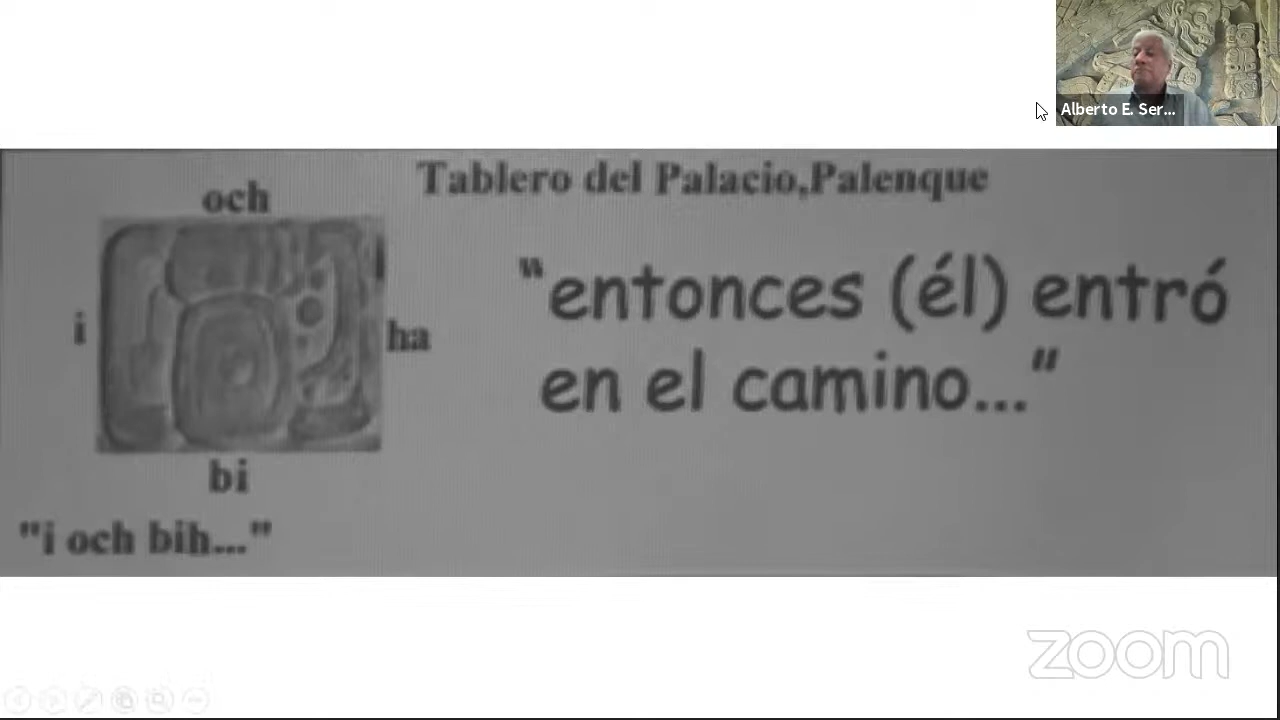 Alberto E. Ser...
Tablero del Palacio,Palenque
och
i
ha
bi
"i och bih..."
"entonces (él) entró
en el camino..."
zoom